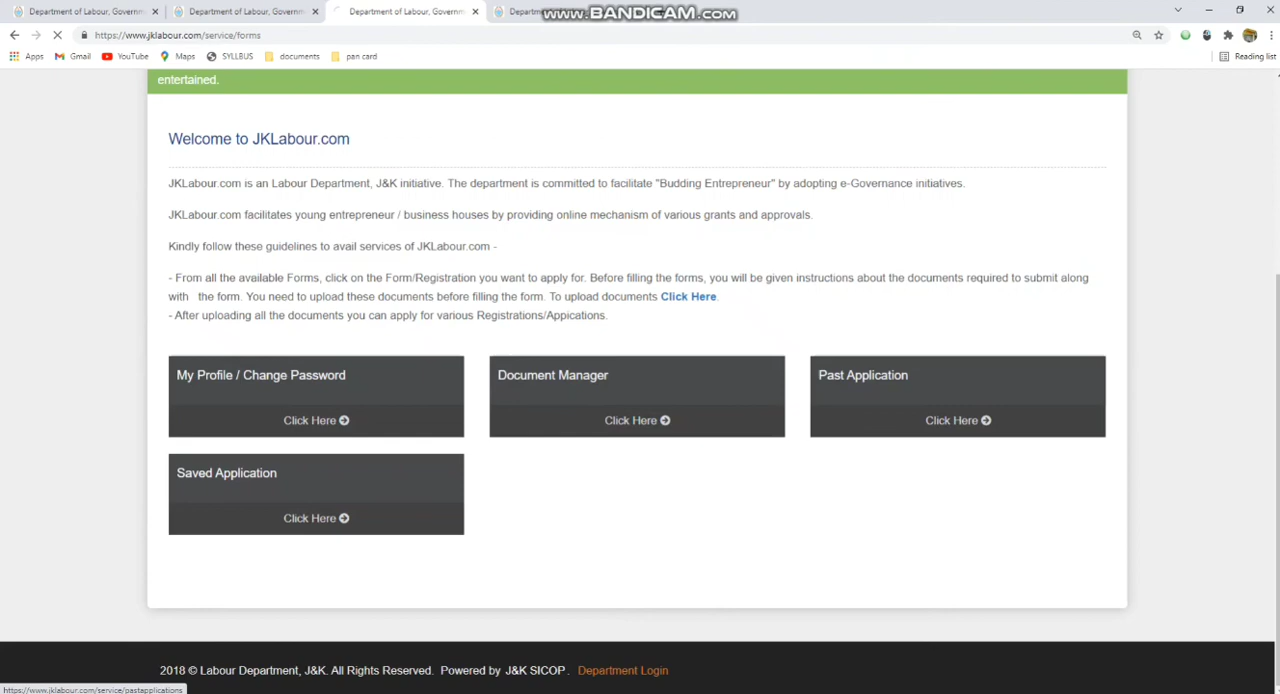 Department of Labour, Governm
Department of Labour, Governm
Department of Labour, Governm
Departm
www.BANDICAM.com
https://www.jklabour.com/service/forms
Apps
Gmail
YouTube
Maps
SYLLBUS
documents
pan card
Reading list
entertained.
Welcome to JKLabour.com
JKLabour.com is an Labour Department, J&K initiative. The department is committed to facilitate "Budding Entrepreneur" by adopting e-Governance initiatives.
JKLabour.com facilitates young entrepreneur / business houses by providing online mechanism of various grants and approvals.
Kindly follow these guidelines to avail services of JKLabour.com -
- From all the available Forms, click on the Form/Registration you want to apply for. Before filling the forms, you will be given instructions about the documents required to submit along
with the form. You need to upload these documents before filling the form. To upload documents Click Here.
- After uploading all the documents you can apply for various Registrations/Appications.
My Profile / Change Password
Click Here
Document Manager
Click Here
Past Application
Click Here
Saved Application
Click Here
2018 © Labour Department, J&K. All Rights Reserved. Powered by J&K SICOP. Department Login
https://www.jklabour.com/service/pastapplications